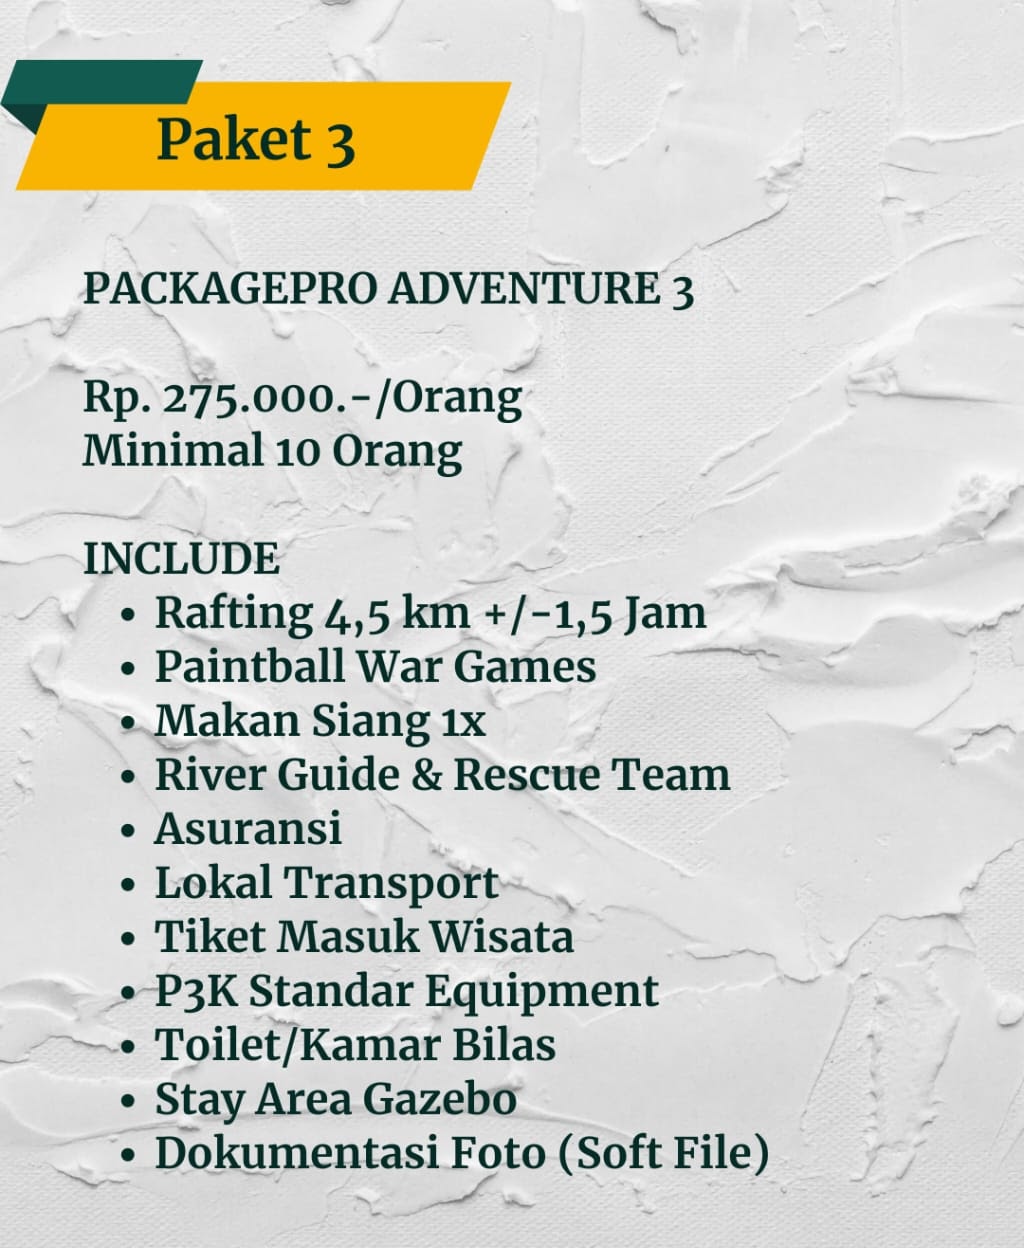 Paket 3
PACKAGEPRO ADVENTURE 3
Rp. 275.000.-/Orang
Minimal 10 Orang
INCLUDE
• Rafting 4,5 km +/-1,5 Jam
• Paintball War Games
• Makan Siang 1x
• River Guide & Rescue Team
• Asuransi
• Lokal Transport
• Tiket Masuk Wisata
• P3K Standar Equipment
• Toilet/Kamar Bilas
• Stay Area Gazebo
• Dokumentasi Foto (Soft File)